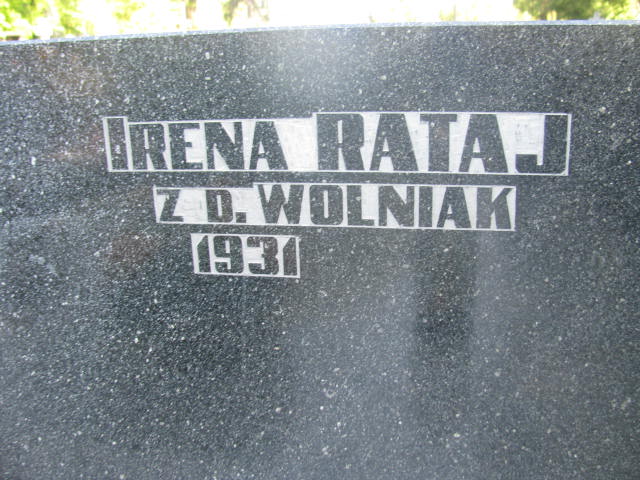 IRENA RATAJ
Z D. WOLNIAK
1931